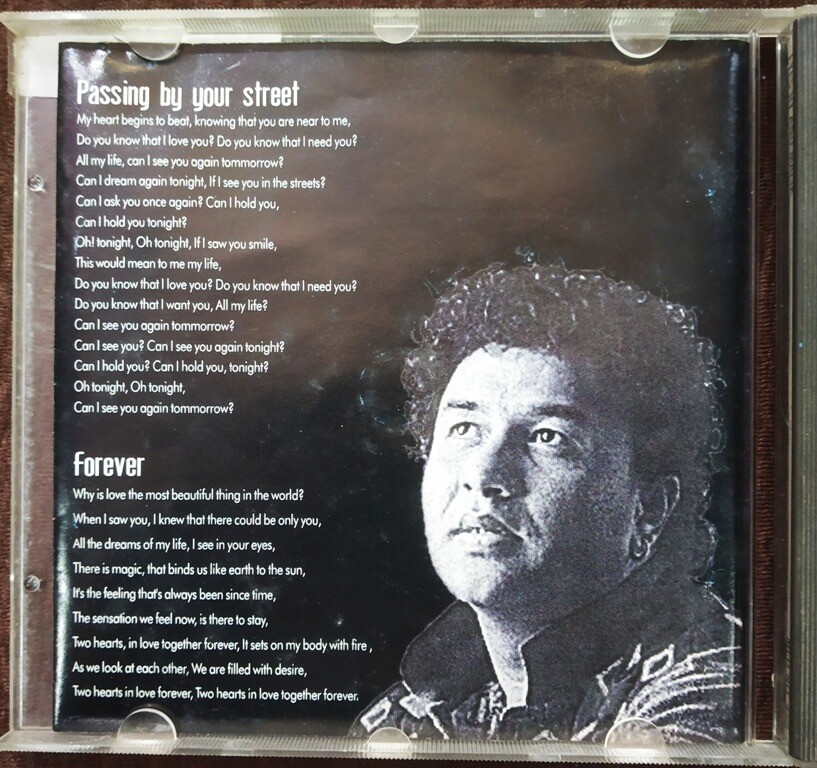 Passing by your street
My heart begins to beat, knowing that you are near to me,
Do you know that I love you? Do you know that I need you?
All my life, can I see you again tommorrow?
Can I dream again tonight, If I see you in the streets?
Can I ask you once again? Can I hold you,
Can I hold you tonight?
Oh! tonight, Oh tonight, If I saw you smile,
This would mean to me my life,
Do you know that I love you? Do you know that I need you?
Do you know that I want you, All my life?
Can I see you again tommorrow?
Can I see you? Can I see you again tonight?
Can I hold you? Can I hold you, tonight?
Oh tonight, Oh tonight,
Can I see you again tommorrow?
Forever
Why is love the most beautiful thing in the world?
When I saw you, I knew that there could be only you,
All the dreams of my life, I see in your eyes,
There is magic, that binds us like earth to the sun,
It's the feeling that's always been since time,
The sensation we feel now, is there to stay,
Two hearts, in love together forever, It sets on my body with fire ,
As we look at each other, We are filled with desire,
Two hearts in love forever, Two hearts in love together forever.